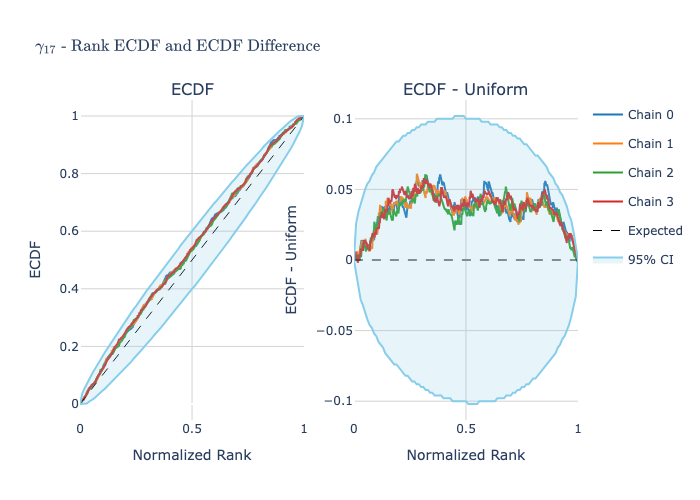 γ17 - Rank ECDF and ECDF Difference
ECDF
ECDF - Uniform
ECDF
1
0.8
0.6
0.4
0.2
0
0
0.5
1
Normalized Rank
ECDF - Uniform
0.1
0.05
0
−0.05
−0.1
0
0.5
1
Normalized Rank
Chain 0
Chain 1
Chain 2
Chain 3
Expected
95% CI